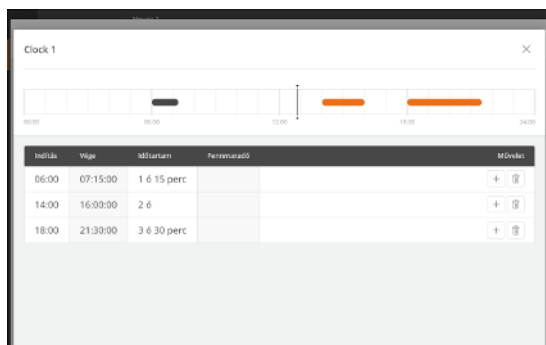 Clock 1
00:00 06:00 12:00 18:00 24:00
Indítás Vége Időtartam Fennmaradó Művelet
06:00 07:15:00 1 ó 15 perc
14:00 16:00:00 2 ó
18:00 21:30:00 3 ó 30 perc